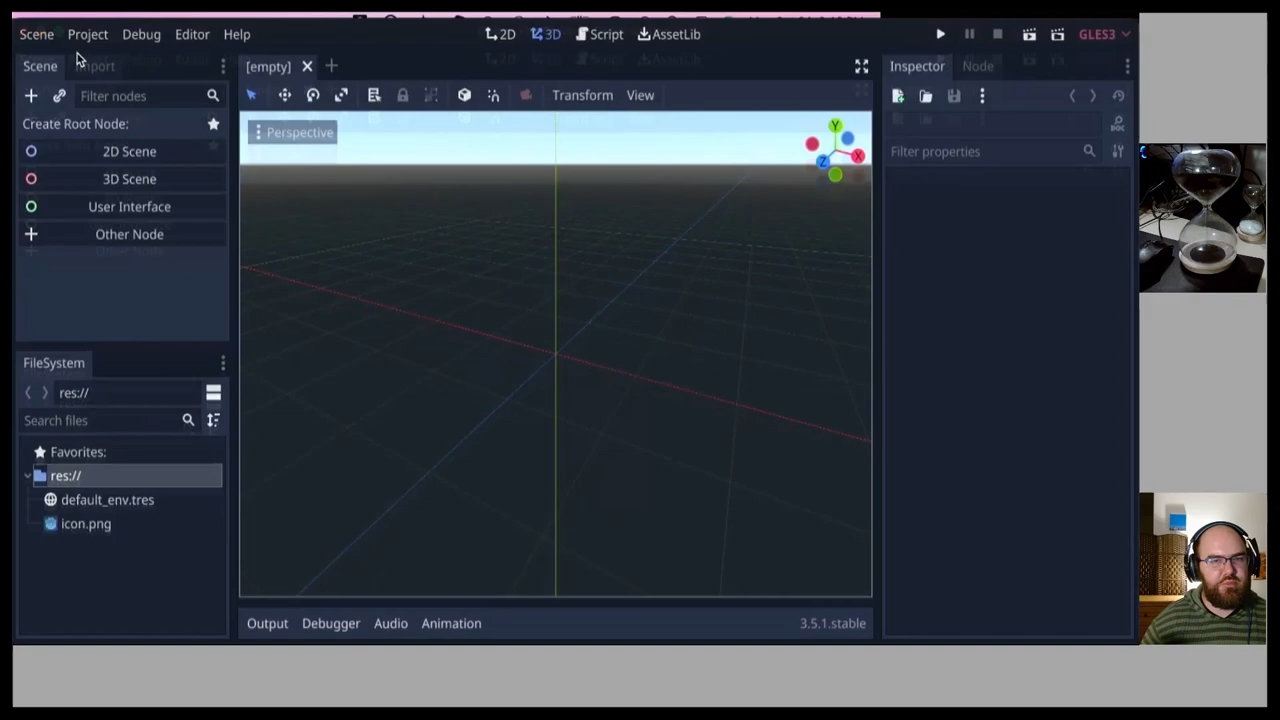 Scene Project Debug Editor Help 2D 3D Script AssetLib GLES3
Scene Import [empty] Inspector Node
Filter nodes Transform View
Create Root Node: Perspective Y X Z
2D Scene Filter properties
3D Scene
User Interface
Other Node
FileSystem
res://
Search files
Favorites:
res://
default_env.tres
icon.png
Output Debugger Audio Animation 3.5.1.stable